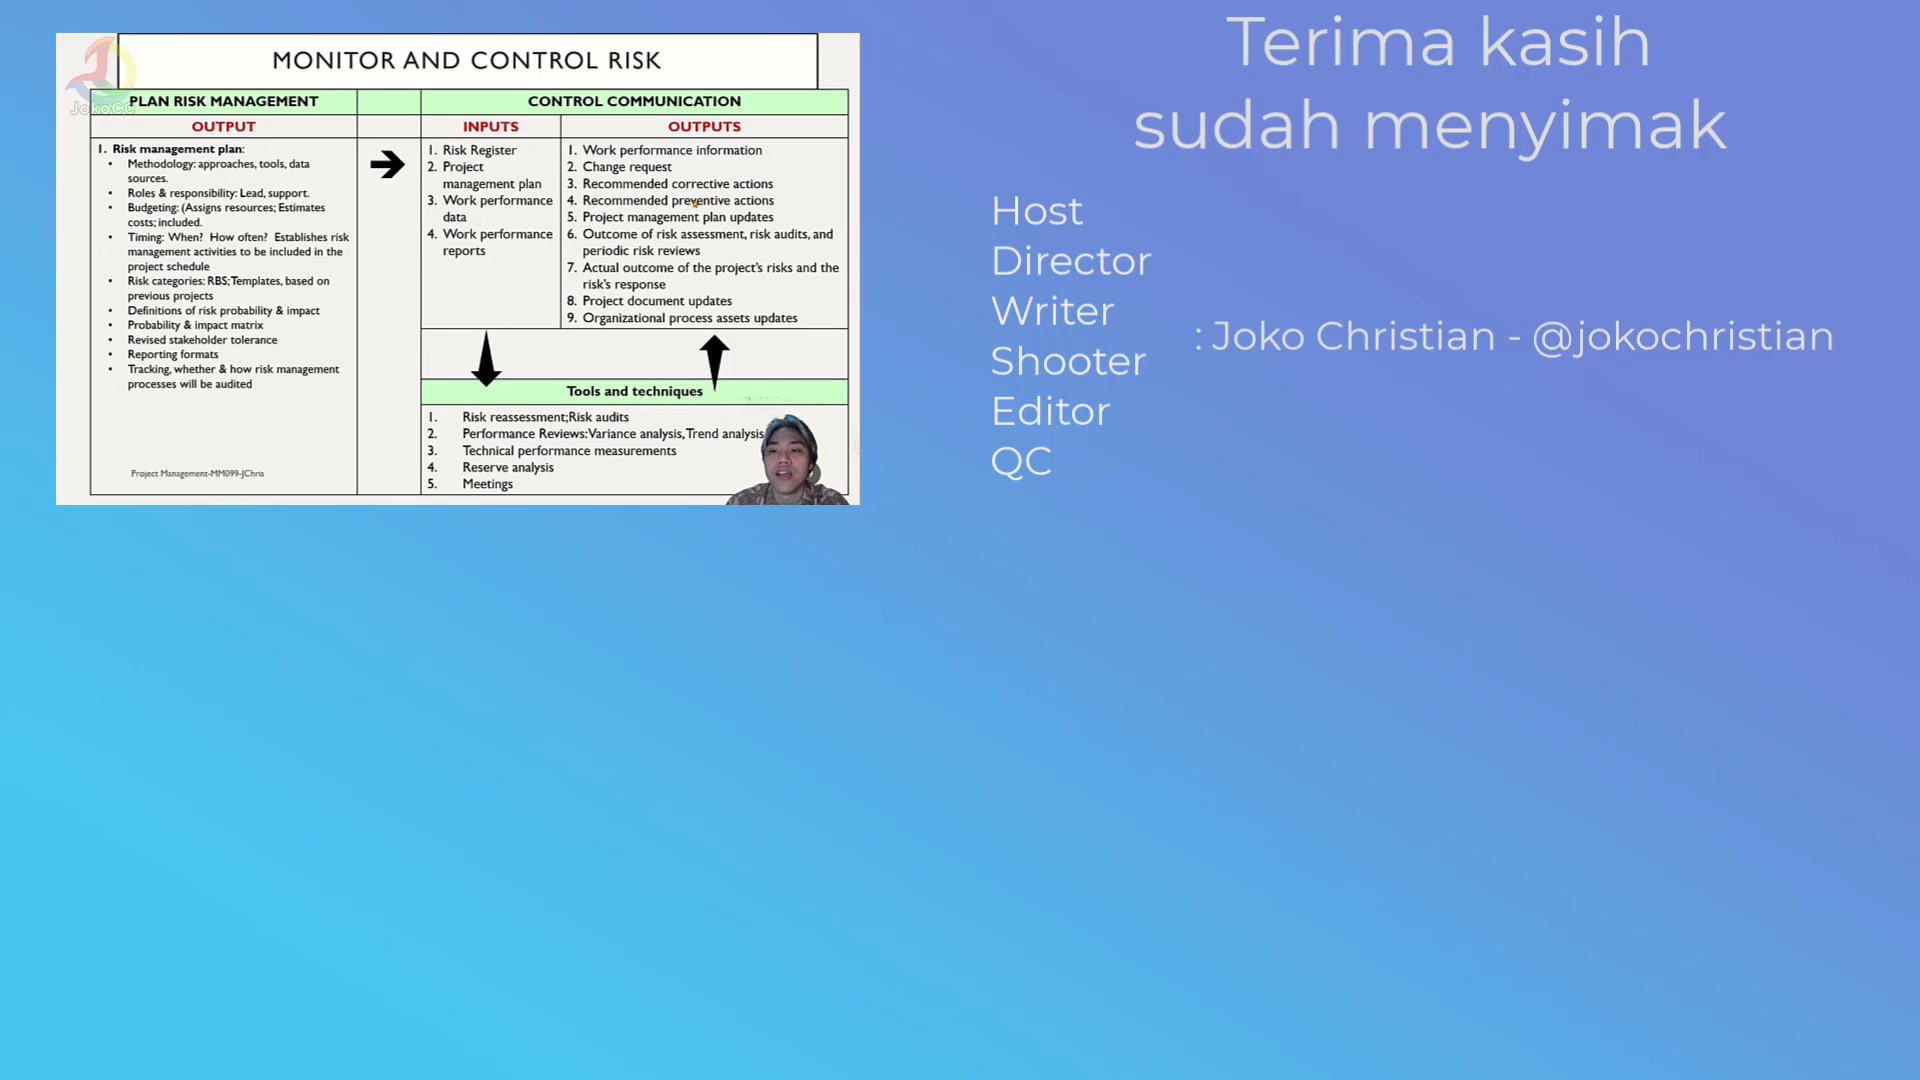 MONITOR AND CONTROL RISK
JokoCC
PLAN RISK MANAGEMENT
CONTROL COMMUNICATION
OUTPUT
INPUTS
OUTPUTS
1. Risk management plan:
• Methodology: approaches, tools, data
sources.
• Roles & responsibility: Lead, support.
• Budgeting: (Assigns resources; Estimates
costs; included.
• Timing: When? How often? Establishes risk
management activities to be included in the
project schedule
• Risk categories: RBS; Templates, based on
previous projects
• Definitions of risk probability & impact
• Probability & impact matrix
• Revised stakeholder tolerance
• Reporting formats
• Tracking, whether & how risk management
processes will be audited
1. Risk Register
2. Project
management plan
3. Work performance
data
4. Work performance
reports
1. Work performance information
2. Change request
3. Recommended corrective actions
4. Recommended preventive actions
5. Project management plan updates
6. Outcome of risk assessment, risk audits, and
periodic risk reviews
7. Actual outcome of the project's risks and the
risk's response
8. Project document updates
9. Organizational process assets updates
Tools and techniques
1. Risk reassessment; Risk audits
2. Performance Reviews: Variance analysis, Trend analysis
3. Technical performance measurements
4. Reserve analysis
5. Meetings
Project Management-MM099-JChris
Terima kasih
sudah menyimak
Host
Director
Writer
Shooter
Editor
QC
: Joko Christian - @jokochristian